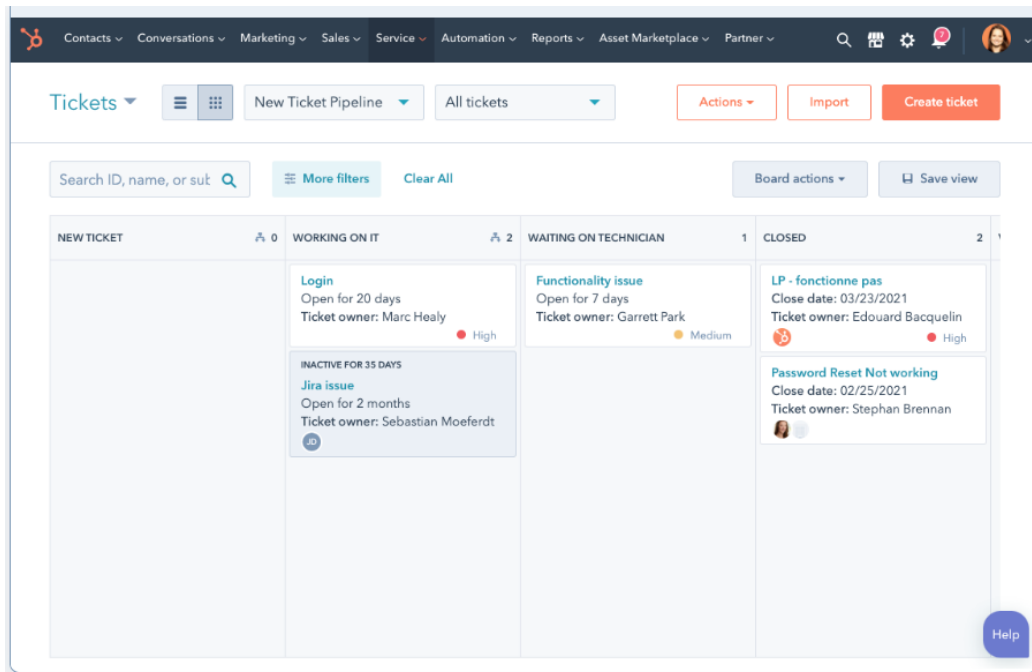 Contacts Conversations Marketing Sales Service Automation Reports Asset Marketplace Partner 7
Tickets New Ticket Pipeline All tickets Actions Import Create ticket
Search ID, name, or sub More filters Clear All Board actions Save view
NEW TICKET 0 WORKING ON IT 2 WAITING ON TECHNICIAN 1 CLOSED 2
Login
Open for 20 days
Ticket owner: Marc Healy
High
INACTIVE FOR 35 DAYS
Jira issue
Open for 2 months
Ticket owner: Sebastian Moeferdt
JD
Functionality issue
Open for 7 days
Ticket owner: Garrett Park
Medium
LP - fonctionne pas
Close date: 03/23/2021
Ticket owner: Edouard Bacquelin
High
Password Reset Not working
Close date: 02/25/2021
Ticket owner: Stephan Brennan
Help